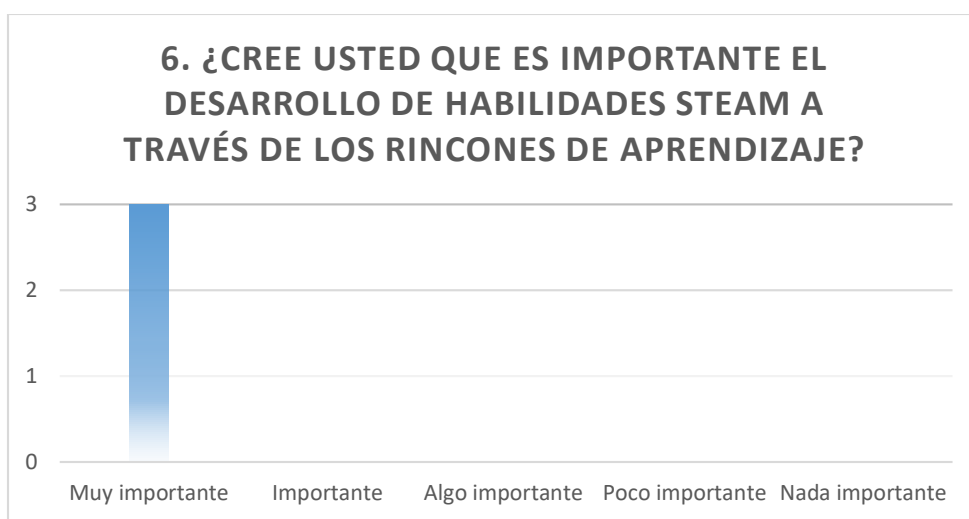 6. ¿CREE USTED QUE ES IMPORTANTE EL
DESARROLLO DE HABILIDADES STEAM A
TRAVÉS DE LOS RINCONES DE APRENDIZAJE?
3
2
1
0
Muy importante Importante Algo importante Poco importante Nada importante